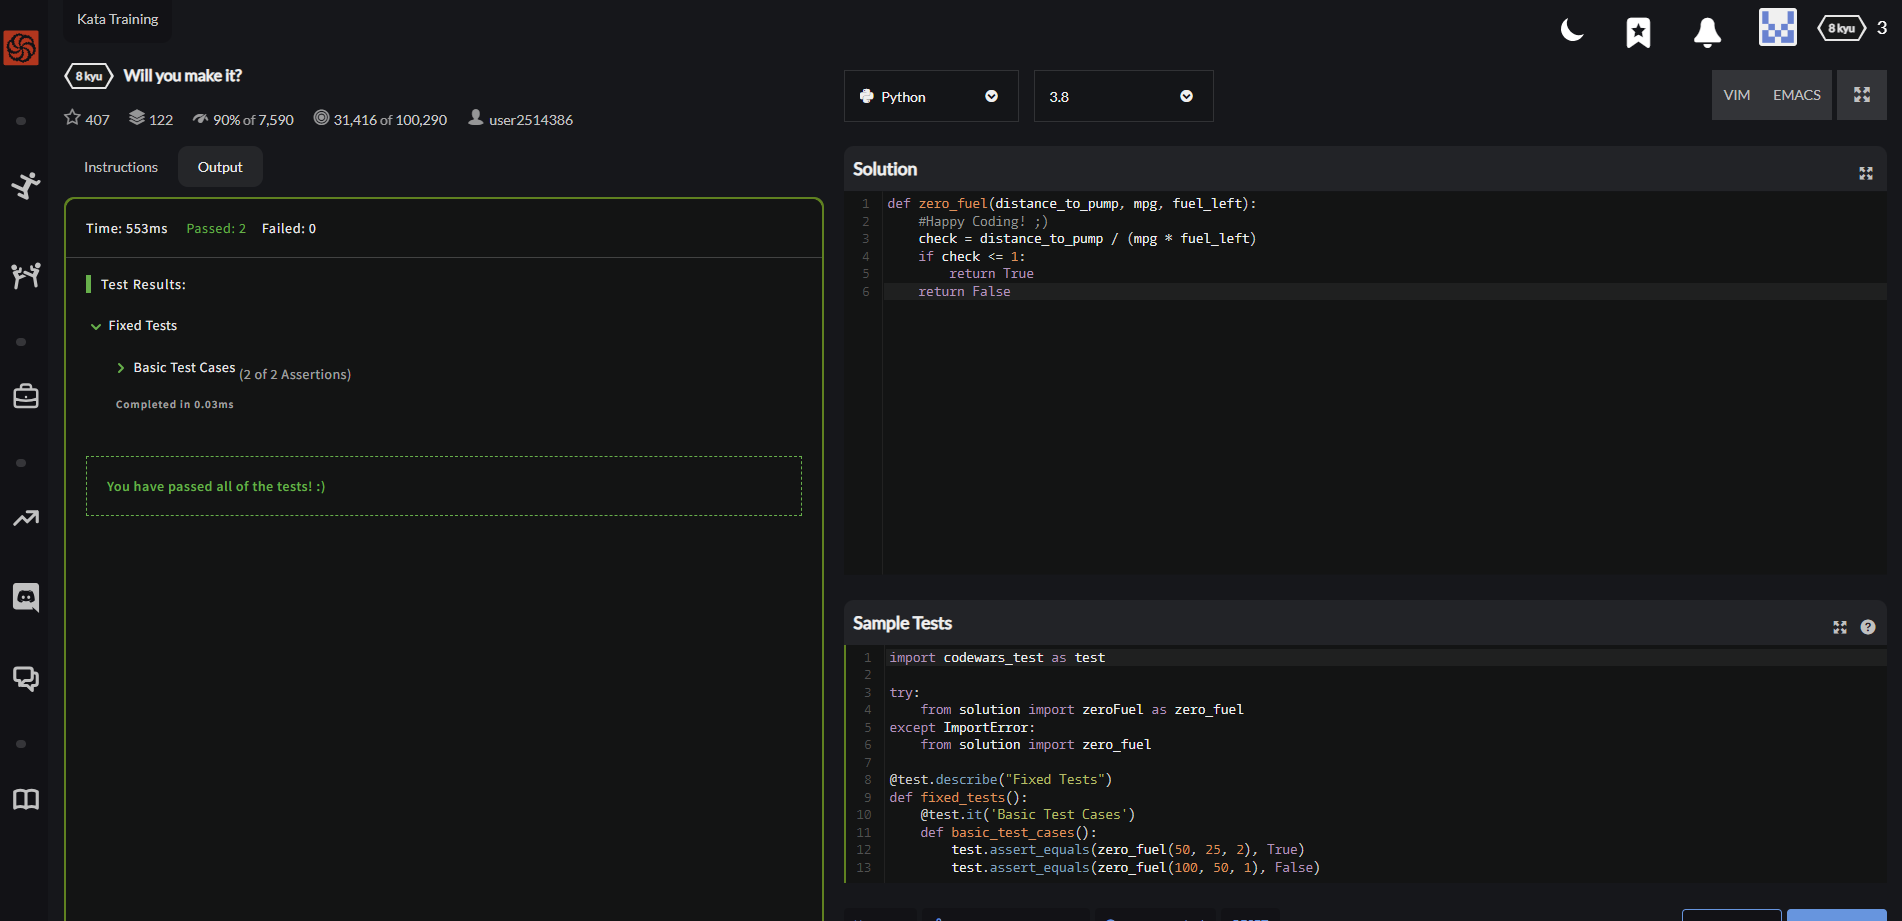 Kata Training
8 kyu 3
8 kyu Will you make it?
407 122 90% of 7,590 31,416 of 100,290 user2514386
Instructions Output
Time: 553ms Passed: 2 Failed: 0
Test Results:
Fixed Tests
Basic Test Cases (2 of 2 Assertions)
Completed in 0.03ms
You have passed all of the tests! :)
Python 3.8 VIM EMACS
Solution
1 def zero_fuel(distance_to_pump, mpg, fuel_left):
2 #Happy Coding! ;)
3 check = distance_to_pump / (mpg * fuel_left)
4 if check <= 1:
5 return True
6 return False
Sample Tests
1 import codewars_test as test
2
3 try:
4 from solution import zeroFuel as zero_fuel
5 except ImportError:
6 from solution import zero_fuel
7
8 @test.describe("Fixed Tests")
9 def fixed_tests():
10 @test.it('Basic Test Cases')
11 def basic_test_cases():
12 test.assert_equals(zero_fuel(50, 25, 2), True)
13 test.assert_equals(zero_fuel(100, 50, 1), False)